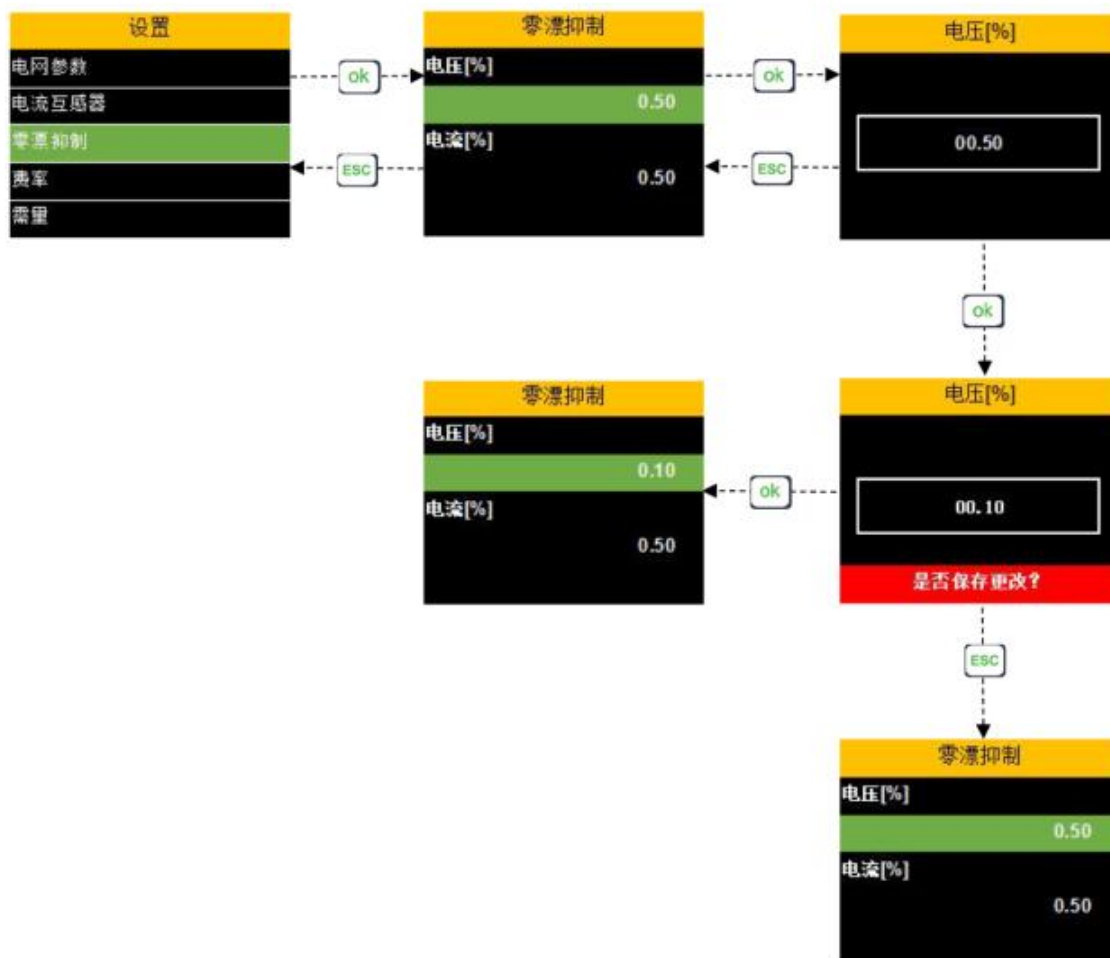 设置
电网参数
电流互感器
零漂抑制
费率
需量
ok
ESC
零漂抑制
电压[%]
0.50
电流[%]
0.50
ok
ESC
电压[%]
00.50
ok
电压[%]
00.10
是否保存更改?
ok
零漂抑制
电压[%]
0.10
电流[%]
0.50
ESC
零漂抑制
电压[%]
0.50
电流[%]
0.50